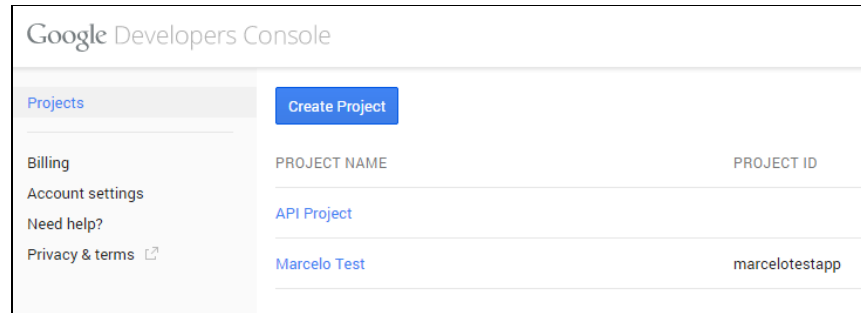 Google Developers Console
Projects
Create Project
Billing
Account settings
Need help?
Privacy & terms
PROJECT NAME PROJECT ID
API Project
Marcelo Test marcelotestapp